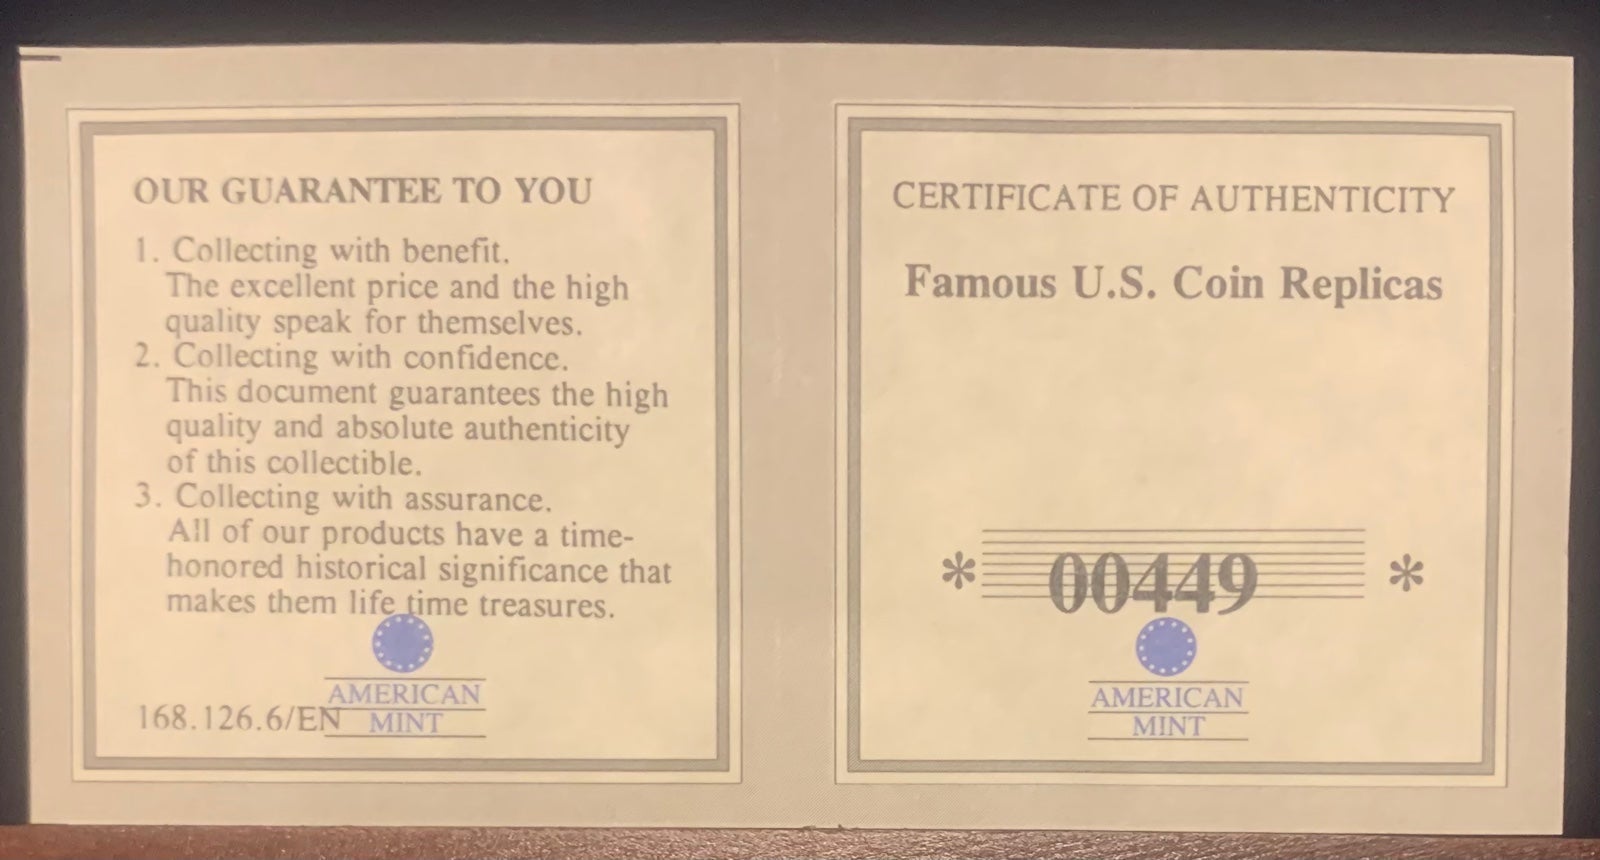 OUR GUARANTEE TO YOU
1. Collecting with benefit.
The excellent price and the high
quality speak for themselves.
2. Collecting with confidence.
This document guarantees the high
quality and absolute authenticity
of this collectible.
3. Collecting with assurance.
All of our products have a time-
honored historical significance that
makes them life time treasures.
168.126.6/EN
AMERICAN
MINT
CERTIFICATE OF AUTHENTICITY
Famous U.S. Coin Replicas
* 00449 *
AMERICAN
MINT